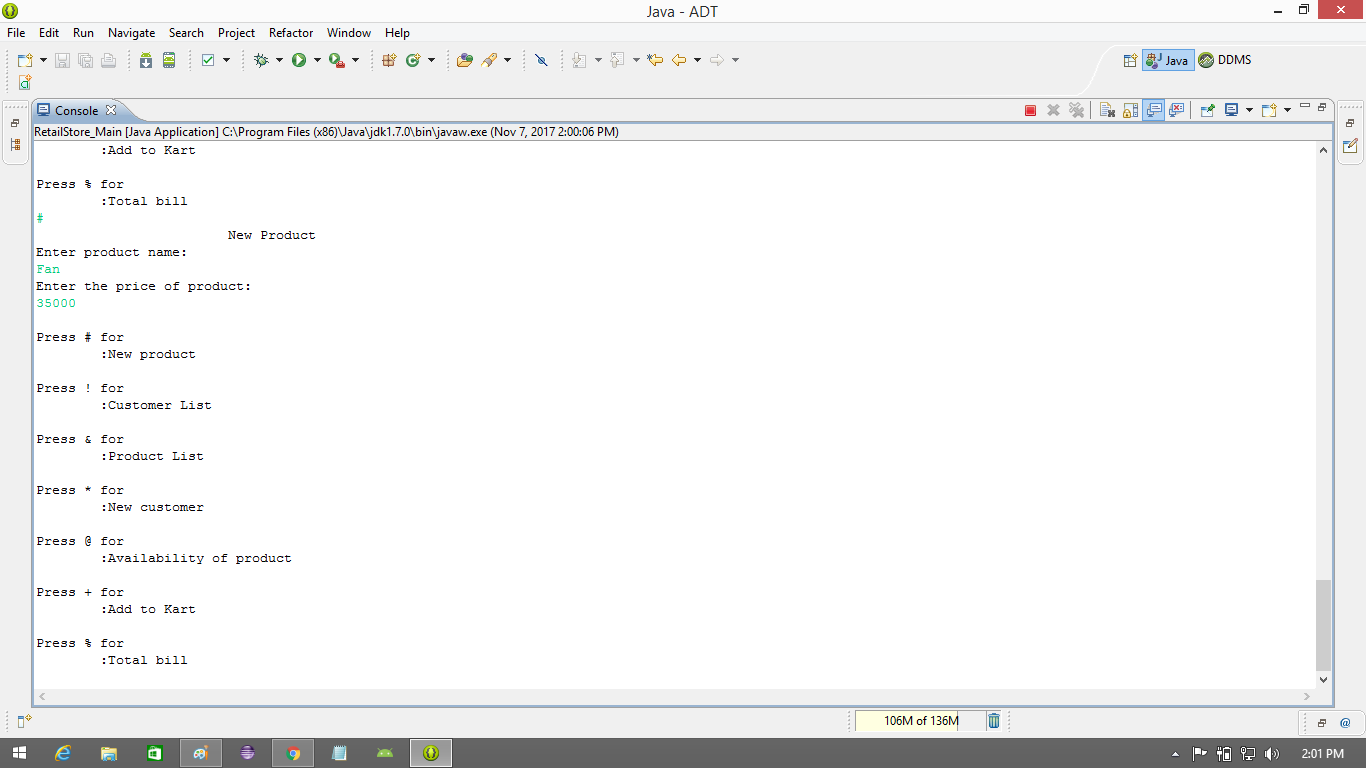 Java - ADT
File Edit Run Navigate Search Project Refactor Window Help
Java DDMS
Console
RetailStore_Main [Java Application] C:\Program Files (x86)\Java\jdk1.7.0\bin\javaw.exe (Nov 7, 2017 2:00:06 PM)
:Add to Kart
Press % for
:Total bill
#
New Product
Enter product name:
Fan
Enter the price of product:
35000
Press # for
:New product
Press ! for
:Customer List
Press & for
:Product List
Press * for
:New customer
Press @ for
:Availability of product
Press + for
:Add to Kart
Press % for
:Total bill
106M of 136M
2:01 PM